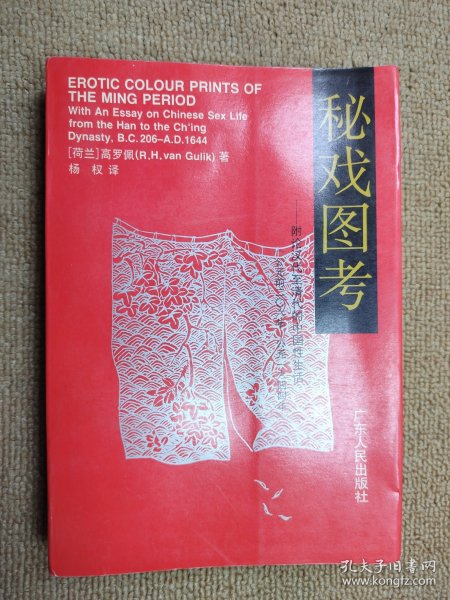 EROTIC COLOUR PRINTS OF
THE MING PERIOD
With An Essay on Chinese Sex Life
from the Han to the Ch'ing
Dynasty, B.C. 206–A.D.1644
[荷兰]高罗佩(R.H.van Gulik) 著
杨 权 译
秘戏图考
广东人民出版社
孔夫子旧书网
www.kongfz.com